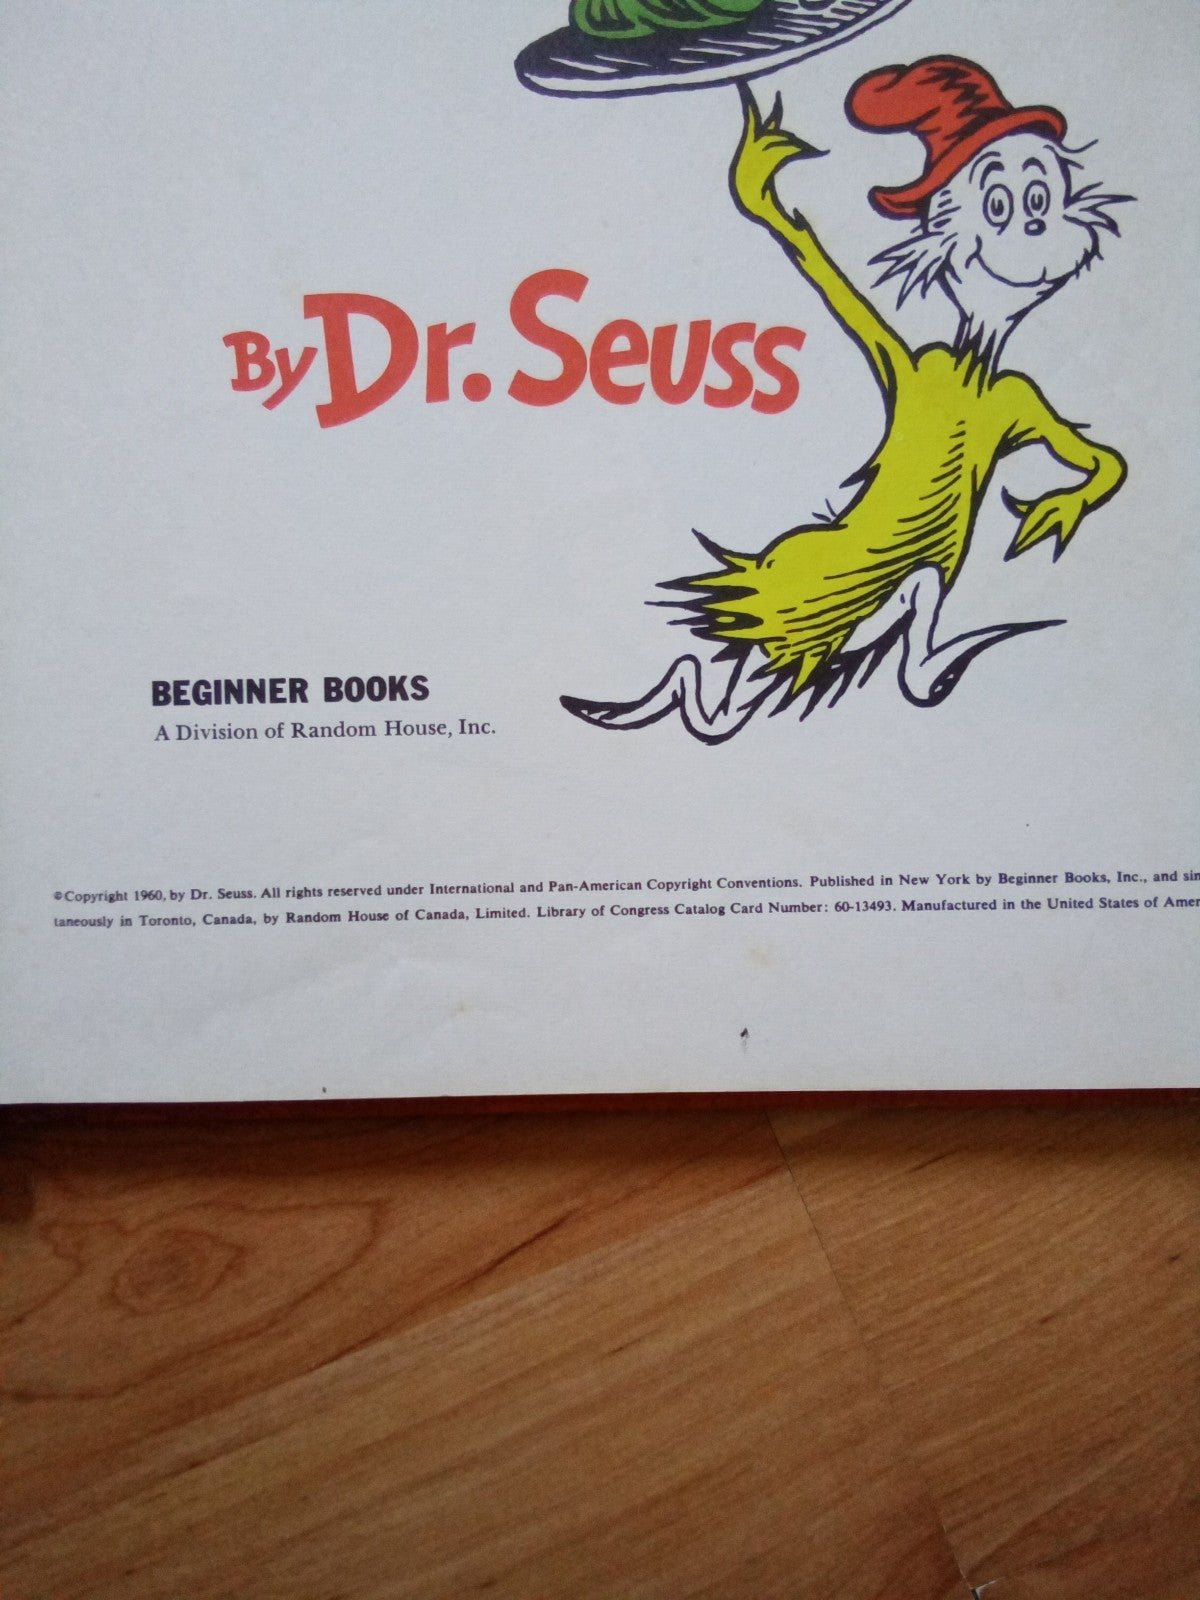 By Dr. Seuss
BEGINNER BOOKS
A Division of Random House, Inc.
©Copyright 1960, by Dr. Seuss. All rights reserved under International and Pan-American Copyright Conventions. Published in New York by Beginner Books, Inc., and sim
taneously in Toronto, Canada, by Random House of Canada, Limited. Library of Congress Catalog Card Number: 60-13493. Manufactured in the United States of Amer